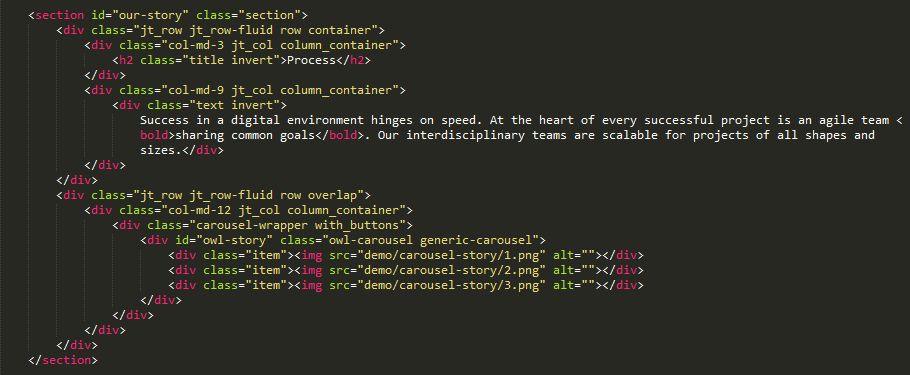 <section id="our-story" class="section">
<div class="jt_row jt_row-fluid row container">
<div class="col-md-3 jt_col column_container">
<h2 class="title invert">Process</h2>
</div>
<div class="col-md-9 jt_col column_container">
<div class="text invert">
Success in a digital environment hinges on speed. At the heart of every successful project is an agile team <
bold>sharing common goals</bold>. Our interdisciplinary teams are scalable for projects of all shapes and
sizes.</div>
</div>
</div>
<div class="jt_row jt_row-fluid row overlap">
<div class="col-md-12 jt_col column_container">
<div class="carousel-wrapper with_buttons">
<div id="owl-story" class="owl-carousel generic-carousel">
<div class="item"><img src="demo/carousel-story/1.png" alt=""></div>
<div class="item"><img src="demo/carousel-story/2.png" alt=""></div>
<div class="item"><img src="demo/carousel-story/3.png" alt=""></div>
</div>
</div>
</div>
</div>
</section>